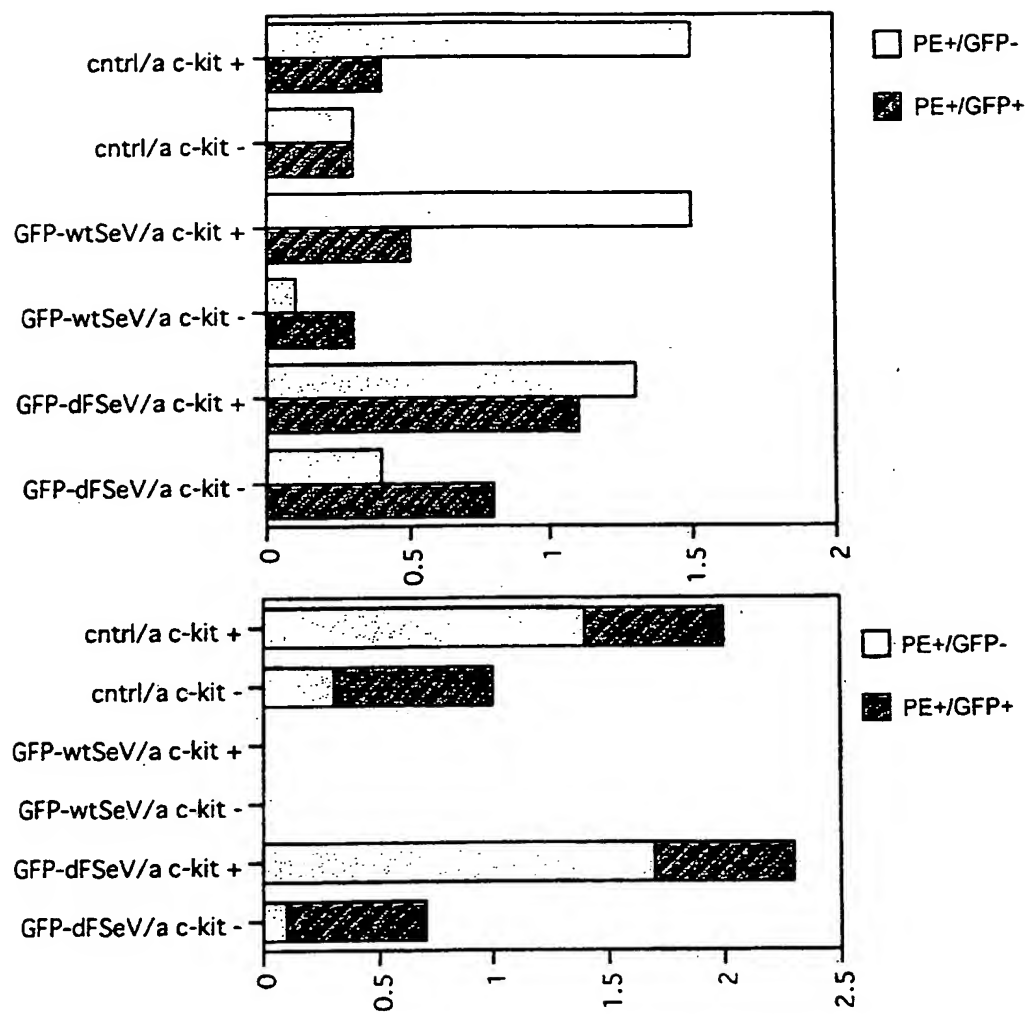 cntrl/a c-kit +
cntrl/a c-kit -
GFP-wtSeV/a c-kit +
GFP-wtSeV/a c-kit -
GFP-dFSeV/a c-kit +
GFP-dFSeV/a c-kit -
PE+/GFP-
PE+/GFP+
0
0.5
1
1.5
2
cntrl/a c-kit +
cntrl/a c-kit -
GFP-wtSeV/a c-kit +
GFP-wtSeV/a c-kit -
GFP-dFSeV/a c-kit +
GFP-dFSeV/a c-kit -
PE+/GFP-
PE+/GFP+
0
0.5
1
1.5
2
2.5